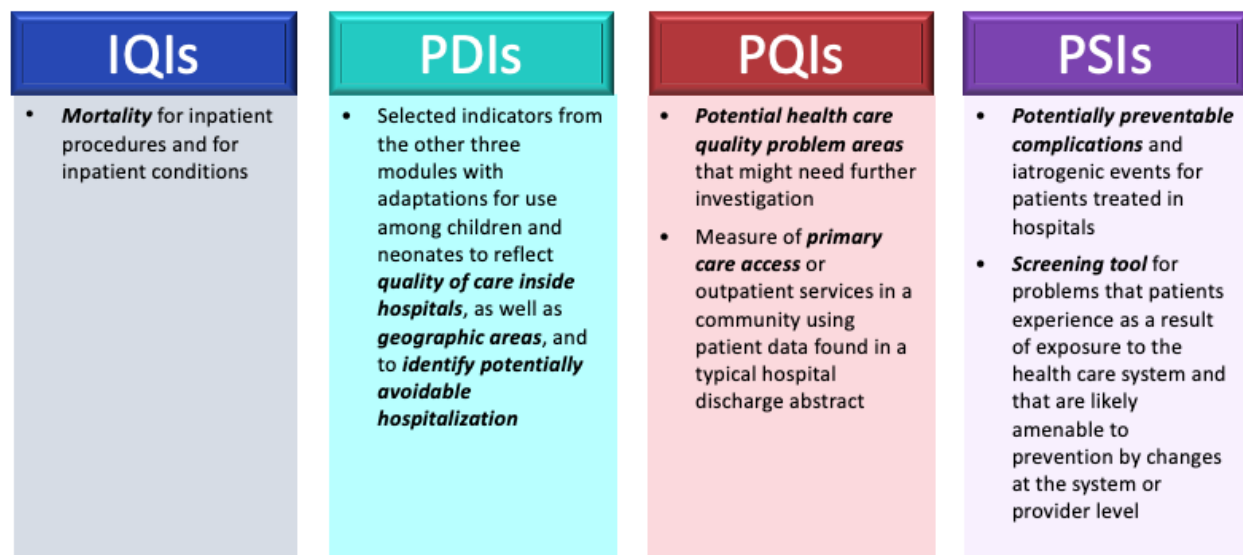 IQIs
• Mortality for inpatient
procedures and for
inpatient conditions
PDIs
• Selected indicators from
the other three
modules with
adaptations for use
among children and
neonates to reflect
quality of care inside
hospitals, as well as
geographic areas, and
to identify potentially
avoidable
hospitalization
PQIs
• Potential health care
quality problem areas
that might need further
investigation
• Measure of primary
care access or
outpatient services in a
community using
patient data found in a
typical hospital
discharge abstract
PSIs
• Potentially preventable
complications and
iatrogenic events for
patients treated in
hospitals
• Screening tool for
problems that patients
experience as a result
of exposure to the
health care system and
that are likely
amenable to
prevention by changes
at the system or
provider level